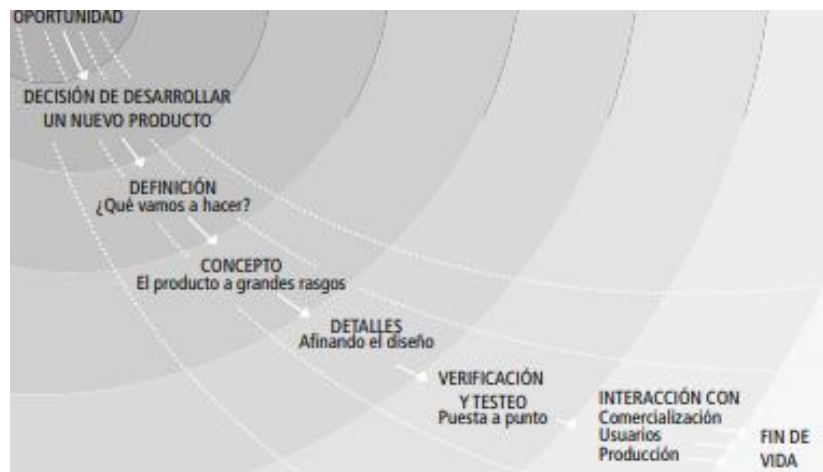 OPORTUNIDAD
DECISIÓN DE DESARROLLAR
UN NUEVO PRODUCTO
DEFINICIÓN
¿Qué vamos a hacer?
CONCEPTO
El producto a grandes rasgos
DETALLES
Afinando el diseño
VERIFICACIÓN
Y TESTEO
Puesta a punto
INTERACCIÓN CON
Comercialización
Usuarios
Producción
FIN DE
VIDA